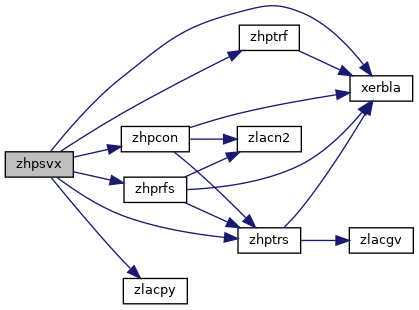 zhptrf
xerbla
zhpcon
zlacn2
zhpsvx
zhprfs
zhptrs
zlacgv
zlacpy